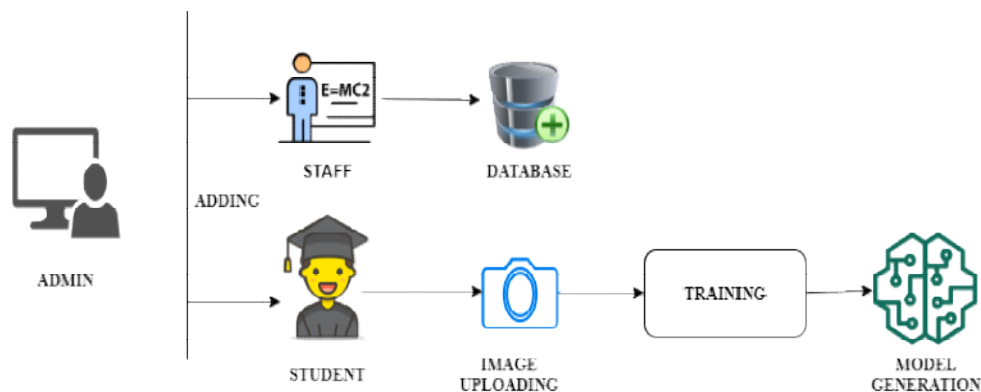 E=MC2
STAFF
DATABASE
ADDING
ADMIN
TRAINING
STUDENT
IMAGE
UPLOADING
MODEL
GENERATION